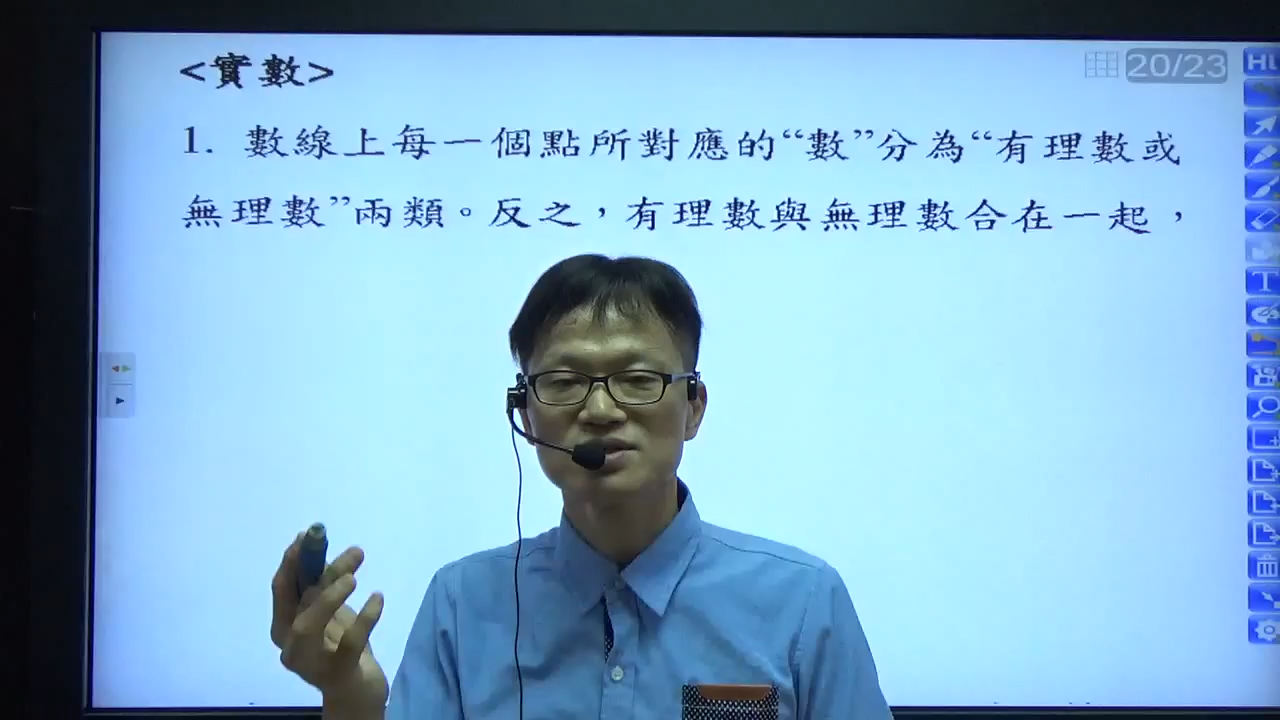 <實數>
20/23
1. 數線上每一個點所對應的“數”分為“有理數或
無理數”兩類。反之，有理數與無理數合在一起，
T